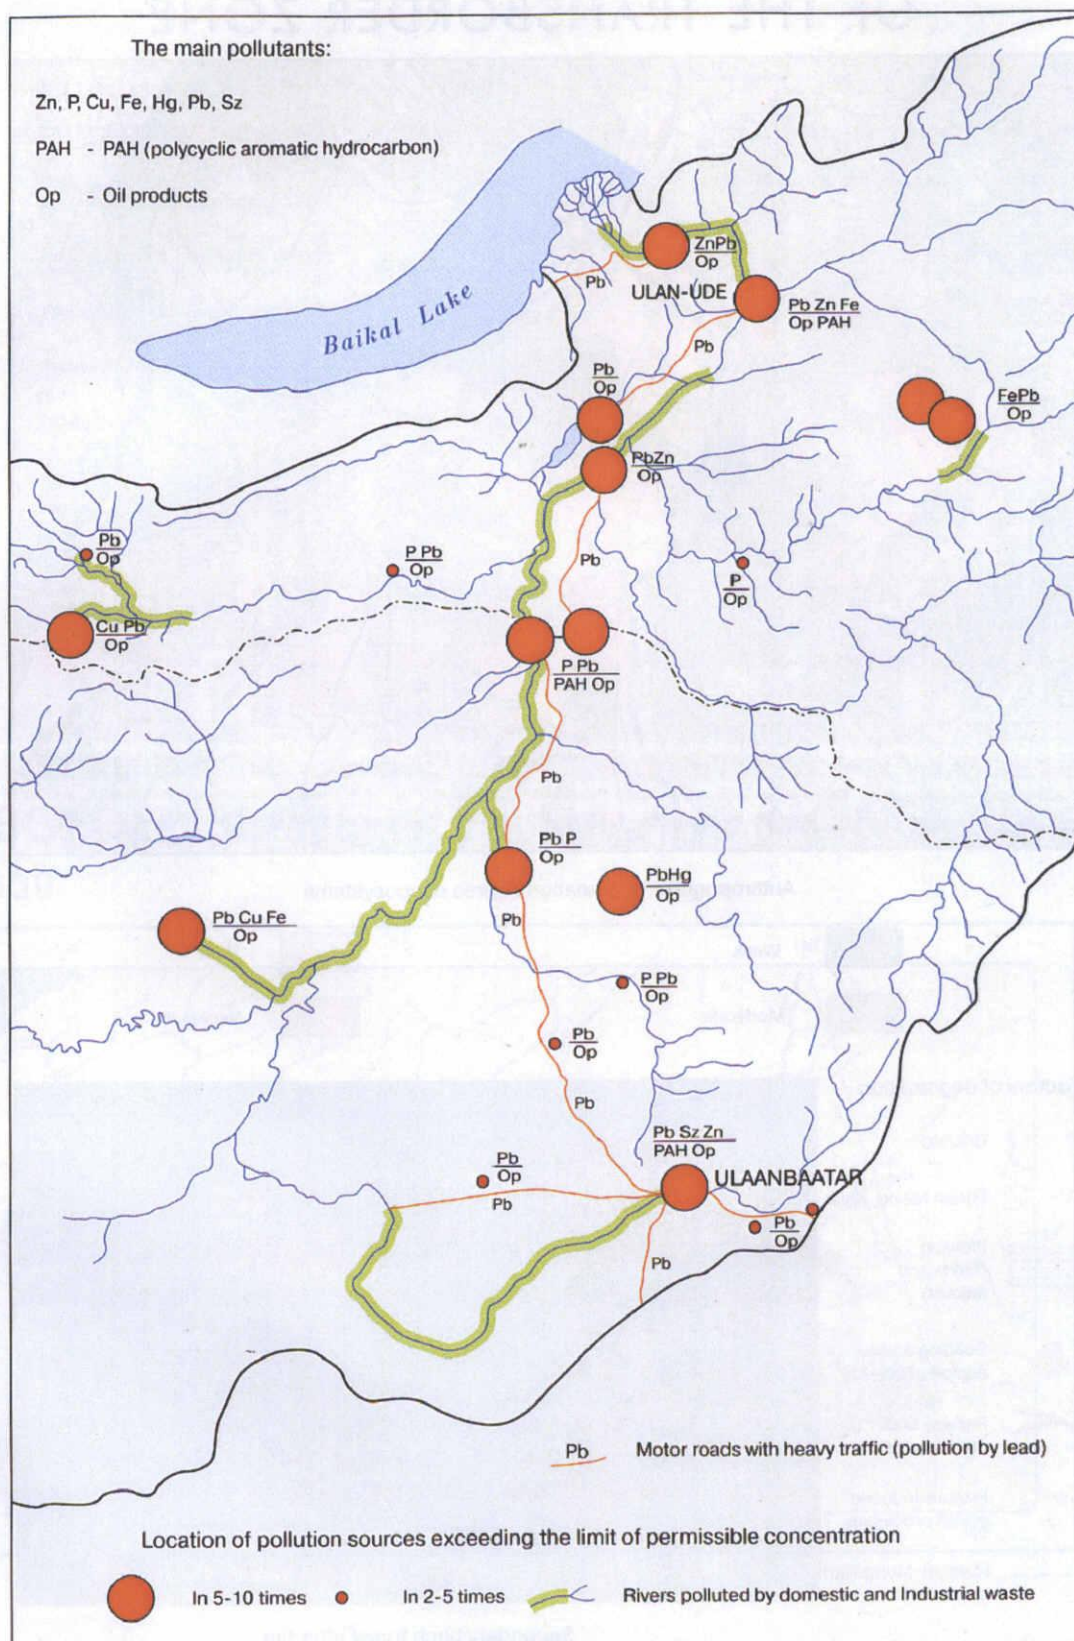 The main pollutants:
Zn, P, Cu, Fe, Hg, Pb, Sz
PAH - PAH (polycyclic aromatic hydrocarbon)
Op - Oil products
Baikal Lake
ZnPb
Op
Pb
ULAN-UDE
Pb Zn Fe
Op PAH
Pb
Pb
Op
FePb
Op
PbZn
Op
Pb
Op
P Pb
Op
Pb
P
Op
Cu Pb
Op
P Pb
PAH Op
Pb
Pb P
Op
PbHg
Op
Pb Cu Fe
Op
Pb
P Pb
Op
Pb
Op
Pb
Pb Sz Zn
PAH Op
ULAANBAATAR
Pb
Op
Pb
Pb
Op
Pb
Pb Motor roads with heavy traffic (pollution by lead)
Location of pollution sources exceeding the limit of permissible concentration
In 5-10 times
In 2-5 times
Rivers polluted by domestic and Industrial waste